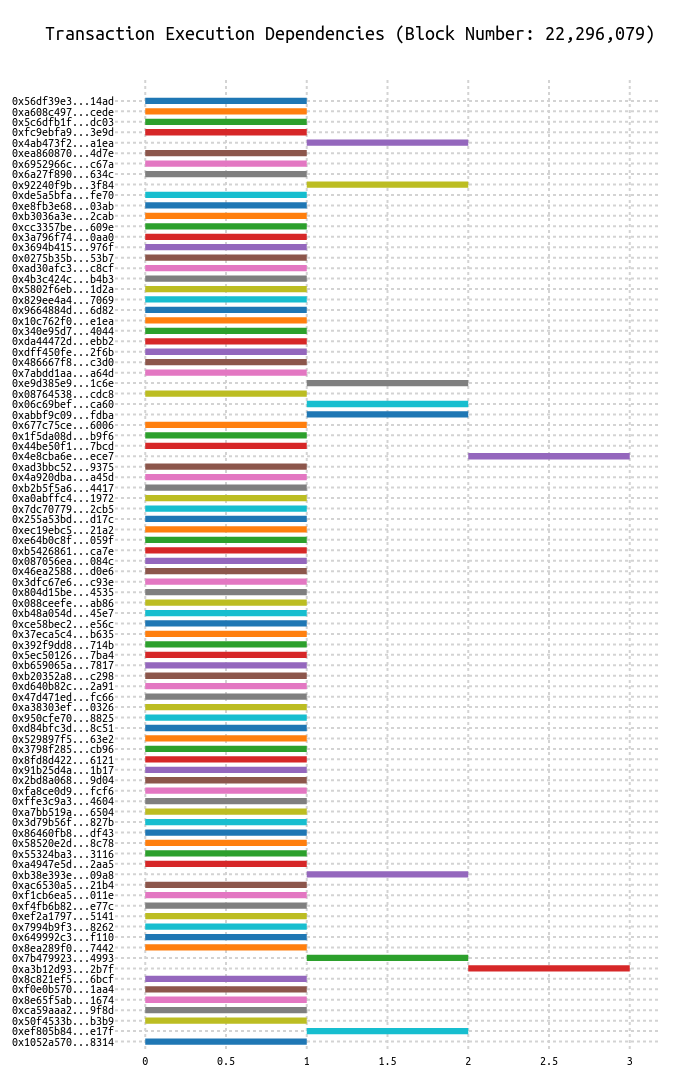 Transaction Execution Dependencies (Block Number: 22,296,079)
0x56df39e3...14ad
0xa608c497...cede
0x5c6dfb1f...dc03
0xfc9ebfa9...3e9d
0x4ab473f2...a1ea
0xea860870...4d7e
0x6952966c...c67a
0x6a27f890...634c
0x92240f9b...3f84
0xde5a5bfa...fe70
0xe8fb3e68...03ab
0xb3036a3e...2cab
0xcc3357be...609e
0x3a796f74...0aa0
0x3694b415...976f
0x0275b35b...53b7
0xad30afc3...c8cf
0x4b3c424c...b4b3
0x5802f6eb...1d2a
0x829ee4a4...7069
0x9664884d...6d82
0x10c762f0...e1ea
0x340e95d7...4044
0xda44472d...ebb2
0xdff450fe...2f6b
0x486667f8...c3d0
0x7abdd1aa...a64d
0xe9d385e9...1c6e
0x08764538...cdc8
0x06c69bef...ca60
0xabbf9c09...fdba
0x677c75ce...6006
0x1f5da08d...b9f6
0x44be50f1...7bcd
0x4e8cba6e...ece7
0xad3bbc52...9375
0x4a920dba...a45d
0xb2b5f5a6...4417
0xa0abffc4...1972
0x7dc70779...2cb5
0x255a53bd...d17c
0xec19ebc5...21a2
0xe64b0c8f...059f
0xb5426861...ca7e
0x087056ea...084c
0x46ea2588...d0e6
0x3dfc67e6...c93e
0x804d15be...4535
0x088ceefe...ab86
0xb48a054d...45e7
0xce58bec2...e56c
0x37eca5c4...b635
0x392f9dd8...714b
0x5ec50126...7ba4
0xb659065a...7817
0xb20352a8...c298
0xd640b82c...2a91
0x47d471ed...fc66
0xa38303ef...0326
0x950cfe70...8825
0xd84bfc3d...8c51
0x529897f5...63e2
0x3798f285...cb96
0x8fd8d422...6121
0x91b25d4a...1b17
0x2bd8a068...9d04
0xfa8ce0d9...fcf6
0xffe3c9a3...4604
0xa7bb519a...6504
0x3d79b56f...827b
0x86460fb8...df43
0x58520e2d...8c78
0x55324ba3...3116
0xa4947e5d...2aa5
0xb38e393e...09a8
0xac6530a5...21b4
0xf1cb6ea5...011e
0xf4fb6b82...e77c
0xef2a1797...5141
0x7994b9f3...8262
0x649992c3...f110
0x8ea289f0...7442
0x7b479923...4993
0xa3b12d93...2b7f
0x8c821ef5...6bcf
0xf0e0b570...1aa4
0x8e65f5ab...1674
0xca59aaa2...9f8d
0x50f4533b...b3b9
0xef805b84...e17f
0x1052a570...8314
0 0.5 1 1.5 2 2.5 3